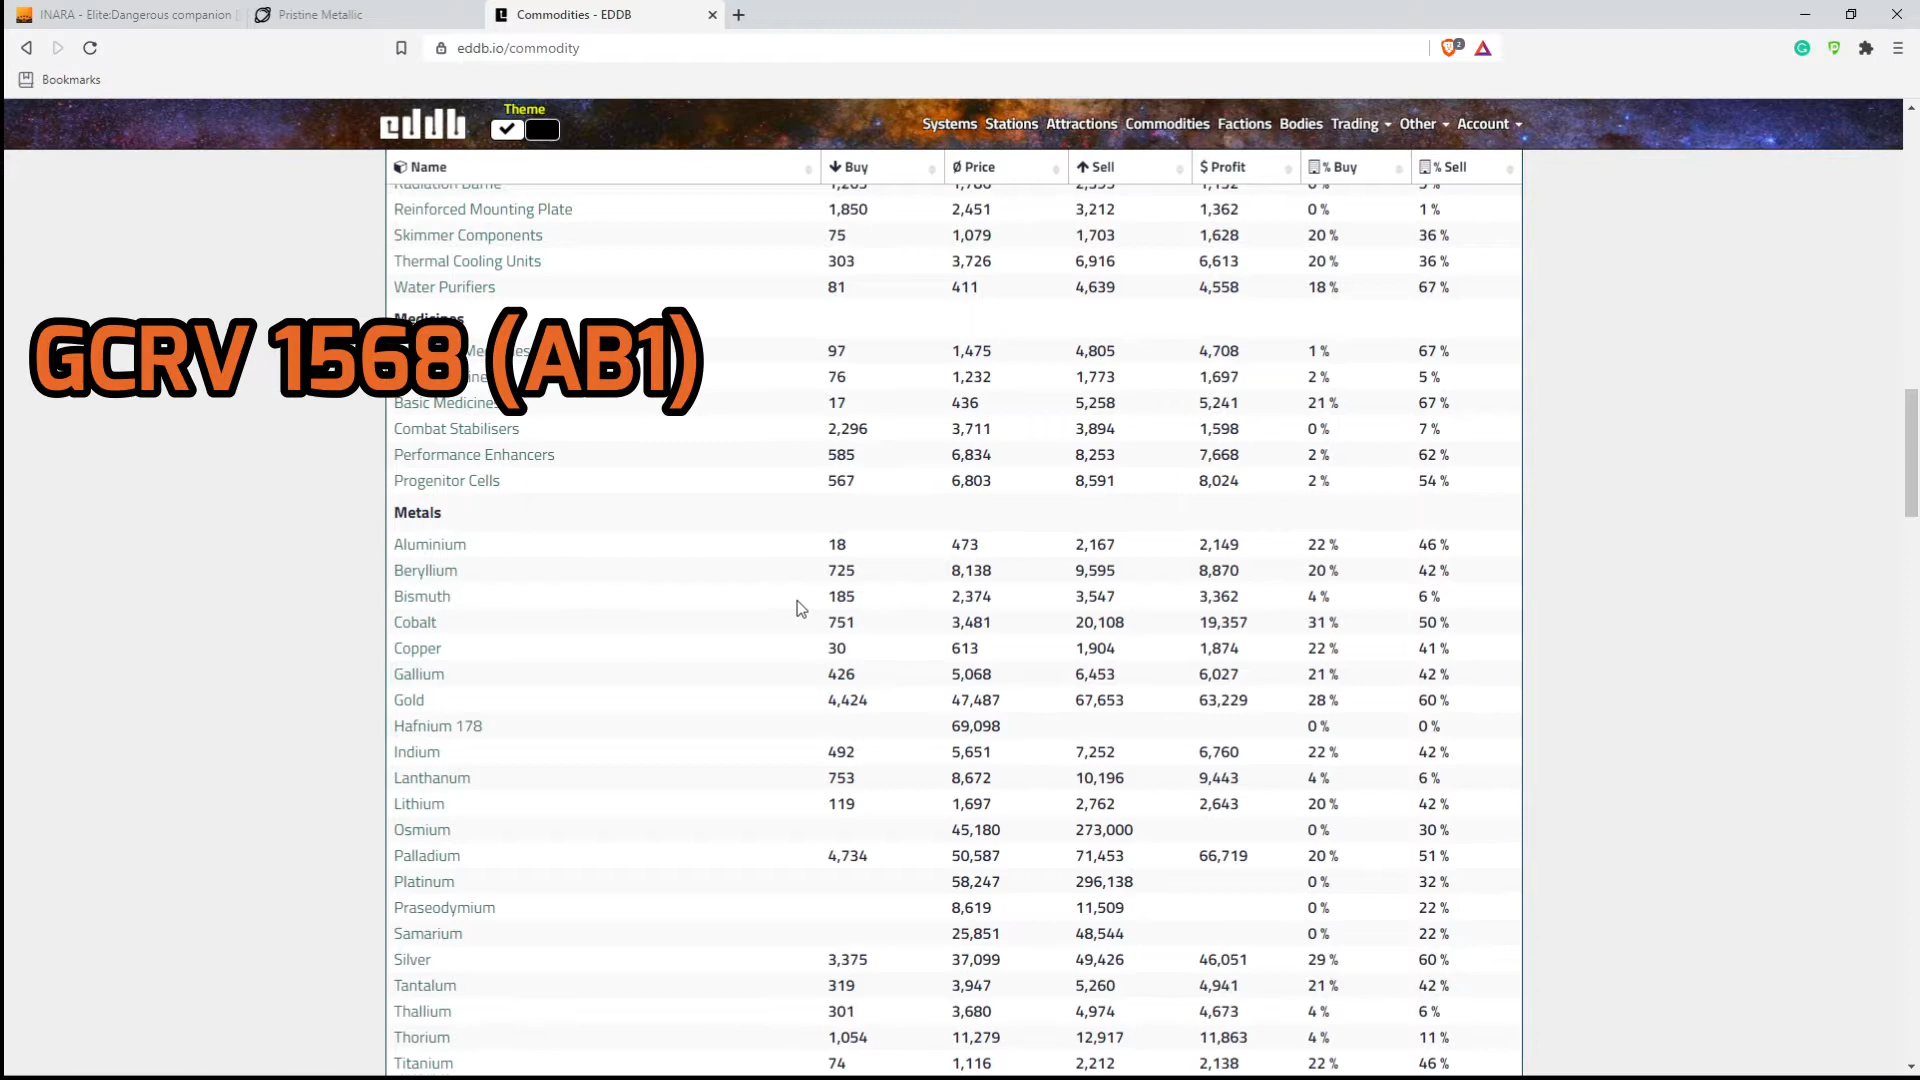 INARA - Elite:Dangerous companion
Pristine Metallic
Commodities - EDDB
eddb.io/commodity
2
Bookmarks
eddb
Theme
Systems Stations Attractions Commodities Factions Bodies Trading Other Account
Name Buy Ø Price Sell $ Profit % Buy % Sell
Reinforced Mounting Plate 1,850 2,451 3,212 1,362 0 % 1 %
Skimmer Components 75 1,079 1,703 1,628 20 % 36 %
Thermal Cooling Units 303 3,726 6,916 6,613 20 % 36 %
Water Purifiers 81 411 4,639 4,558 18 % 67 %
Medicines
GCRV 1568 (AB1)
97 1,475 4,805 4,708 1 % 67 %
76 1,232 1,773 1,697 2 % 5 %
Basic Medicines 17 436 5,258 5,241 21 % 67 %
Combat Stabilisers 2,296 3,711 3,894 1,598 0 % 7 %
Performance Enhancers 585 6,834 8,253 7,668 2 % 62 %
Progenitor Cells 567 6,803 8,591 8,024 2 % 54 %
Metals
Aluminium 18 473 2,167 2,149 22 % 46 %
Beryllium 725 8,138 9,595 8,870 20 % 42 %
Bismuth 185 2,374 3,547 3,362 4 % 6 %
Cobalt 751 3,481 20,108 19,357 31 % 50 %
Copper 30 613 1,904 1,874 22 % 41 %
Gallium 426 5,068 6,453 6,027 21 % 42 %
Gold 4,424 47,487 67,653 63,229 28 % 60 %
Hafnium 178 69,098 0 % 0 %
Indium 492 5,651 7,252 6,760 22 % 42 %
Lanthanum 753 8,672 10,196 9,443 4 % 6 %
Lithium 119 1,697 2,762 2,643 20 % 42 %
Osmium 45,180 273,000 0 % 30 %
Palladium 4,734 50,587 71,453 66,719 20 % 51 %
Platinum 58,247 296,138 0 % 32 %
Praseodymium 8,619 11,509 0 % 22 %
Samarium 25,851 48,544 0 % 22 %
Silver 3,375 37,099 49,426 46,051 29 % 60 %
Tantalum 319 3,947 5,260 4,941 21 % 42 %
Thallium 301 3,680 4,974 4,673 4 % 6 %
Thorium 1,054 11,279 12,917 11,863 4 % 11 %
Titanium 74 1,116 2,212 2,138 22 % 46 %